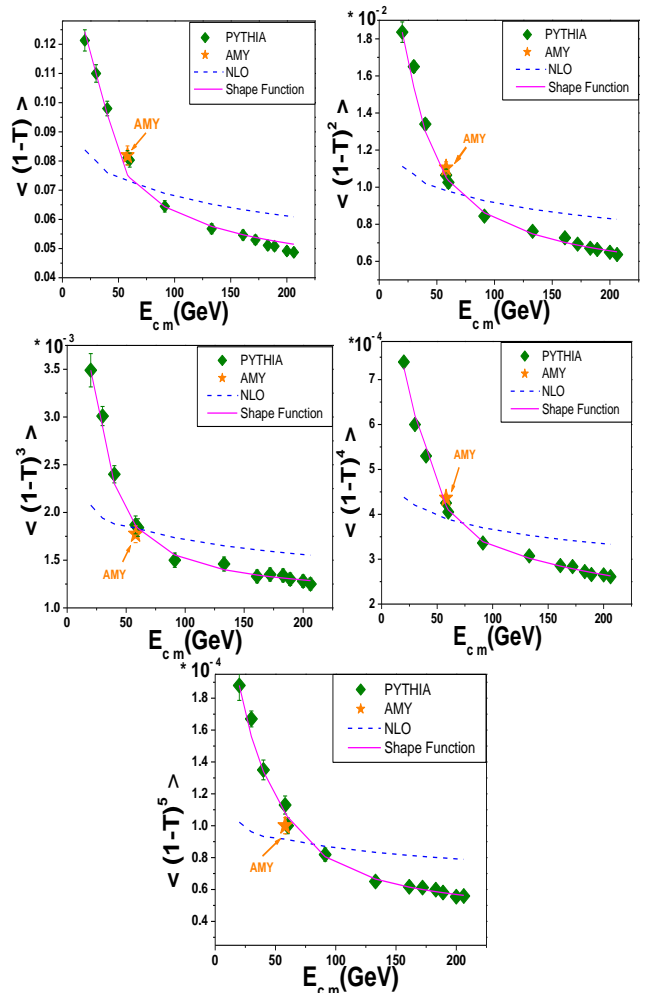 0.12
0.11
0.10
0.09
0.08
0.07
0.06
0.05
0.04
< (1-T) >
PYTHIA
AMY
NLO
Shape Function
AMY
0 50 100 150 200
E c m (GeV)
* 10 -2
1.8
1.6
1.4
1.2
1.0
0.8
0.6
< (1-T) 2 >
PYTHIA
AMY
NLO
Shape Function
AMY
0 50 100 150 200
E c m (GeV)
* 10 -3
3.5
3.0
2.5
2.0
1.5
1.0
< (1-T) 3 >
PYTHIA
AMY
NLO
Shape Function
AMY
0 50 100 150 200
E c m (GeV)
* 10 -4
7
6
5
4
3
2
< (1-T) 4 >
PYTHIA
AMY
NLO
Shape Function
AMY
0 50 100 150 200
E c m (GeV)
* 10 -4
1.8
1.6
1.4
1.2
1.0
0.8
0.6
0.4
< (1-T) 5 >
PYTHIA
AMY
NLO
Shape Function
AMY
0 50 100 150 200
E c m (GeV)